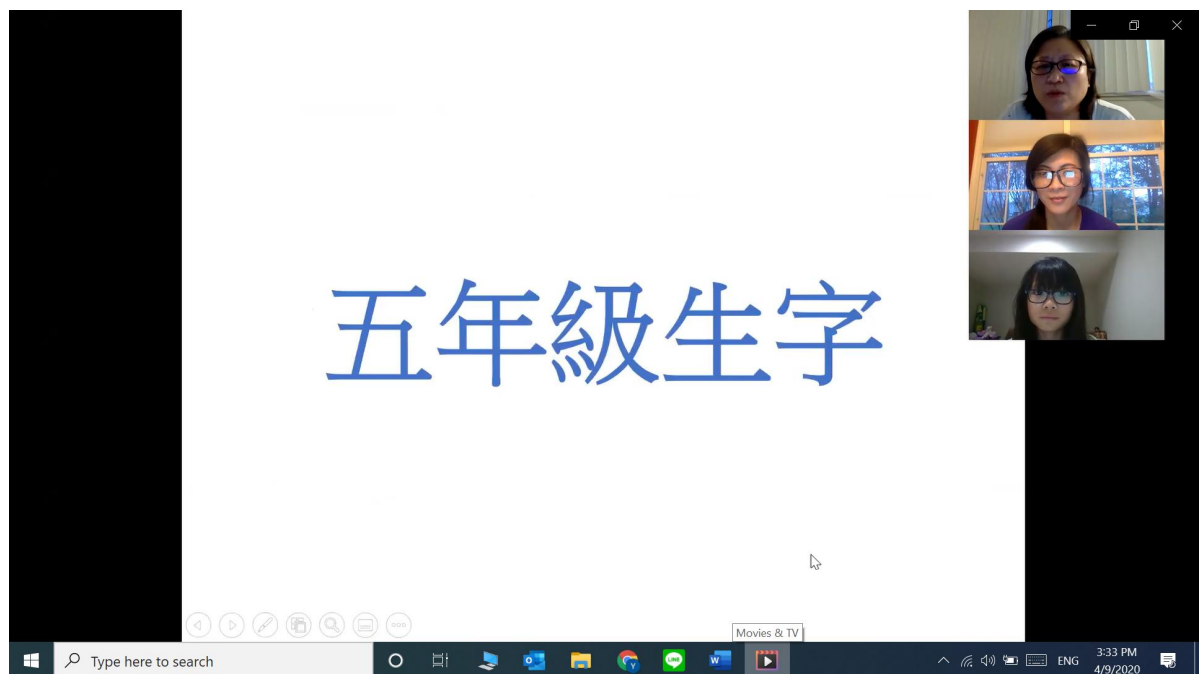 五年級生字
Movies & TV
Type here to search
ENG
3:33 PM
4/9/2020